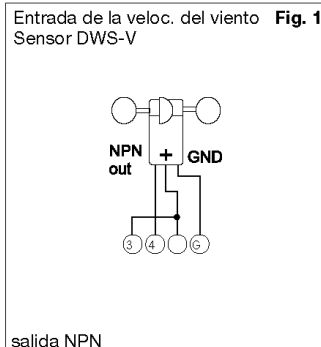 Entrada de la veloc. del viento Fig. 1
Sensor DWS-V
NPN + GND
out
3 4 G
salida NPN